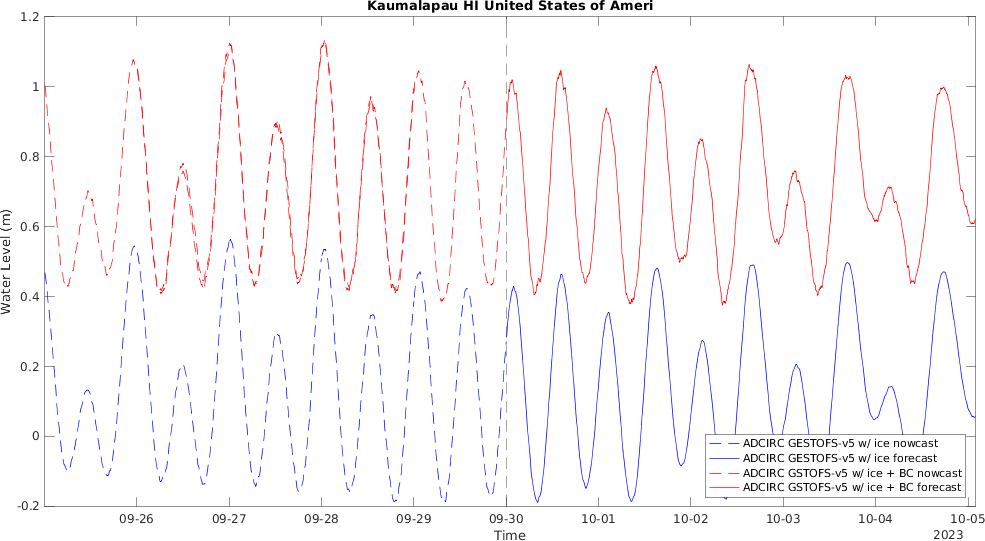 Kaumalapau HI United States of Ameri
1.2
1
0.8
0.6
0.4
0.2
0
-0.2
Water Level (m)
ADCIRC GESTOFS-v5 w/ ice nowcast
ADCIRC GESTOFS-v5 w/ ice forecast
ADCIRC GSTOFS-v5 w/ ice + BC nowcast
ADCIRC GSTOFS-v5 w/ ice + BC forecast
09-26 09-27 09-28 09-29 09-30 10-01 10-02 10-03 10-04 10-05
Time
2023